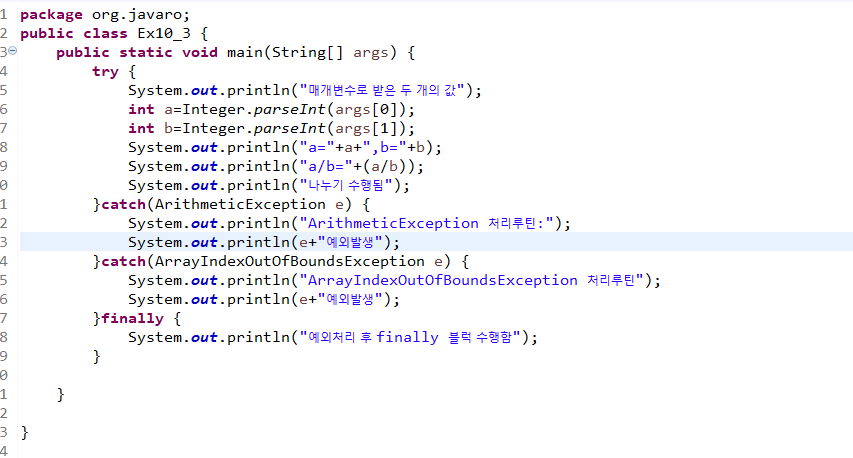 1 package org.javaro;
2 public class Ex10_3 {
3 public static void main(String[] args) {
4 try {
5 System.out.println("매개변수로 받은 두 개의 값");
6 int a=Integer.parseInt(args[0]);
7 int b=Integer.parseInt(args[1]);
8 System.out.println("a="+a+",b="+b);
9 System.out.println("a/b="+(a/b));
0 System.out.println("나누기 수행됨");
1 }catch(ArithmeticException e) {
2 System.out.println("ArithmeticException 처리루틴:");
3 System.out.println(e+"예외발생");
4 }catch(ArrayIndexOutOfBoundsException e) {
5 System.out.println("ArrayIndexOutOfBoundsException 처리루틴");
6 System.out.println(e+"예외발생");
7 }finally {
8 System.out.println("예외처리 후 finally 블럭 수행함");
9 }
0
1 }
2
3 }
4